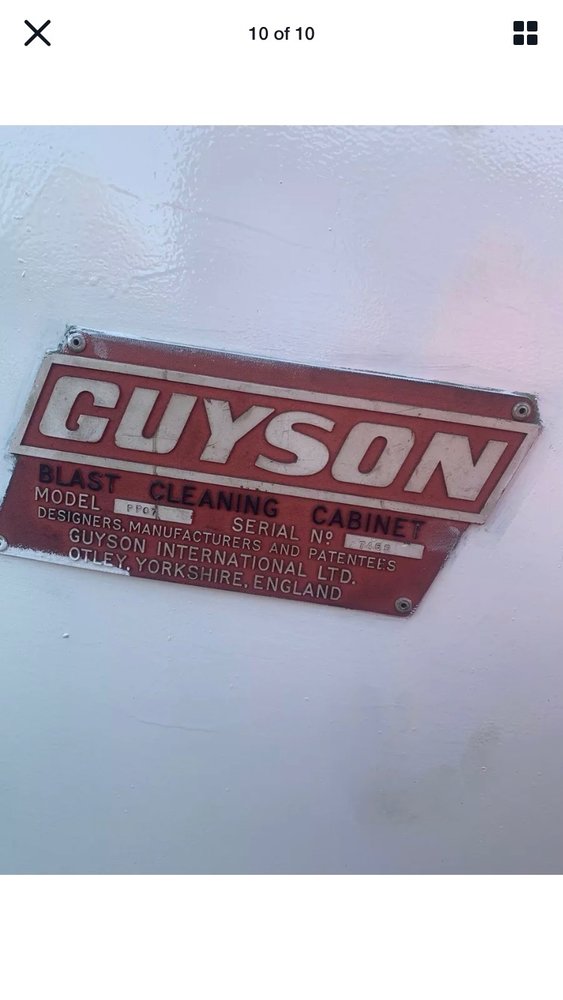 10 of 10
GUYSON
BLAST CLEANING CABINET
MODEL SERIAL Nº
DESIGNERS, MANUFACTURERS AND PATENTEES
GUYSON INTERNATIONAL LTD.
OTLEY, YORKSHIRE, ENGLAND